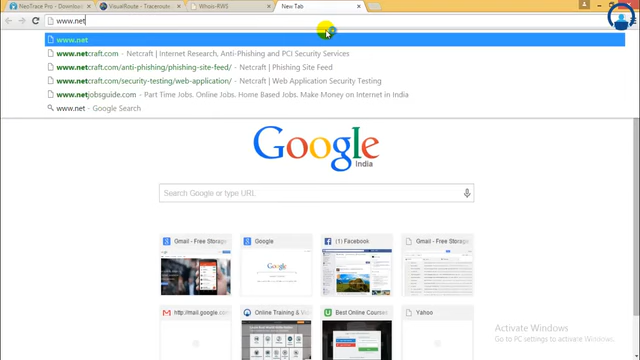 NeoTrace Pro - Download
VisualRoute - Traceroute
Whois-RWS
New Tab
www.net
www.net
www.netcraft.com - Netcraft | Internet Research, Anti-Phishing and PCI Security Services
www.netcraft.com/anti-phishing/phishing-site-feed/ - Netcraft | Phishing Site Feed
www.netcraft.com/security-testing/web-application/ - Netcraft | Web Application Security Testing
www.netjobsguide.com - Part Time Jobs. Online Jobs. Home Based Jobs. Make Money on Internet in India
www.net - Google Search
Google
India
Search Google or type URL
Gmail - Free Storage
Google
(1) Facebook
Gmail - Free Storage
http://mail.google.com
Online Training & M
Best Online Courses
Yahoo
Activate Windows
Go to PC settings to activate Windows.